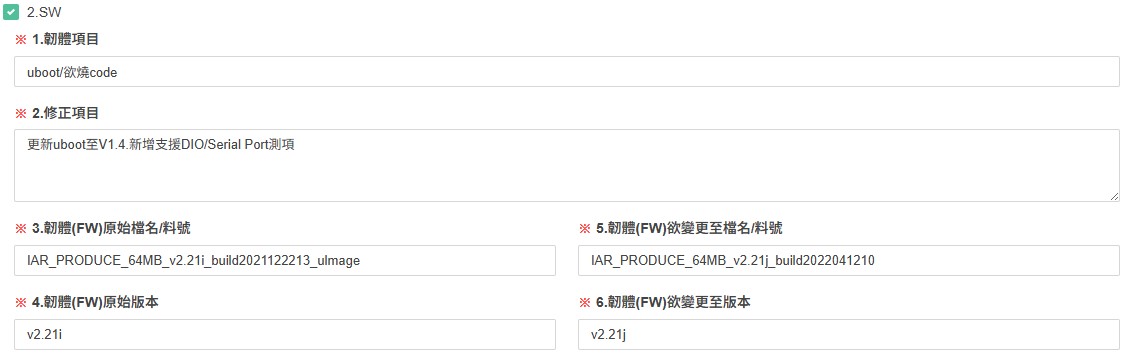 2.SW
※ 1.韌體項目
uboot/欲燒code
※ 2.修正項目
更新uboot至V1.4.新增支援DIO/Serial Port測項
※ 3.韌體(FW)原始檔名/料號
※ 5.韌體(FW)欲變更至檔名/料號
IAR_PRODUCE_64MB_v2.21i_build2021122213_uImage
IAR_PRODUCE_64MB_v2.21j_build2022041210
※ 4.韌體(FW)原始版本
※ 6.韌體(FW)欲變更至版本
v2.21i
v2.21j